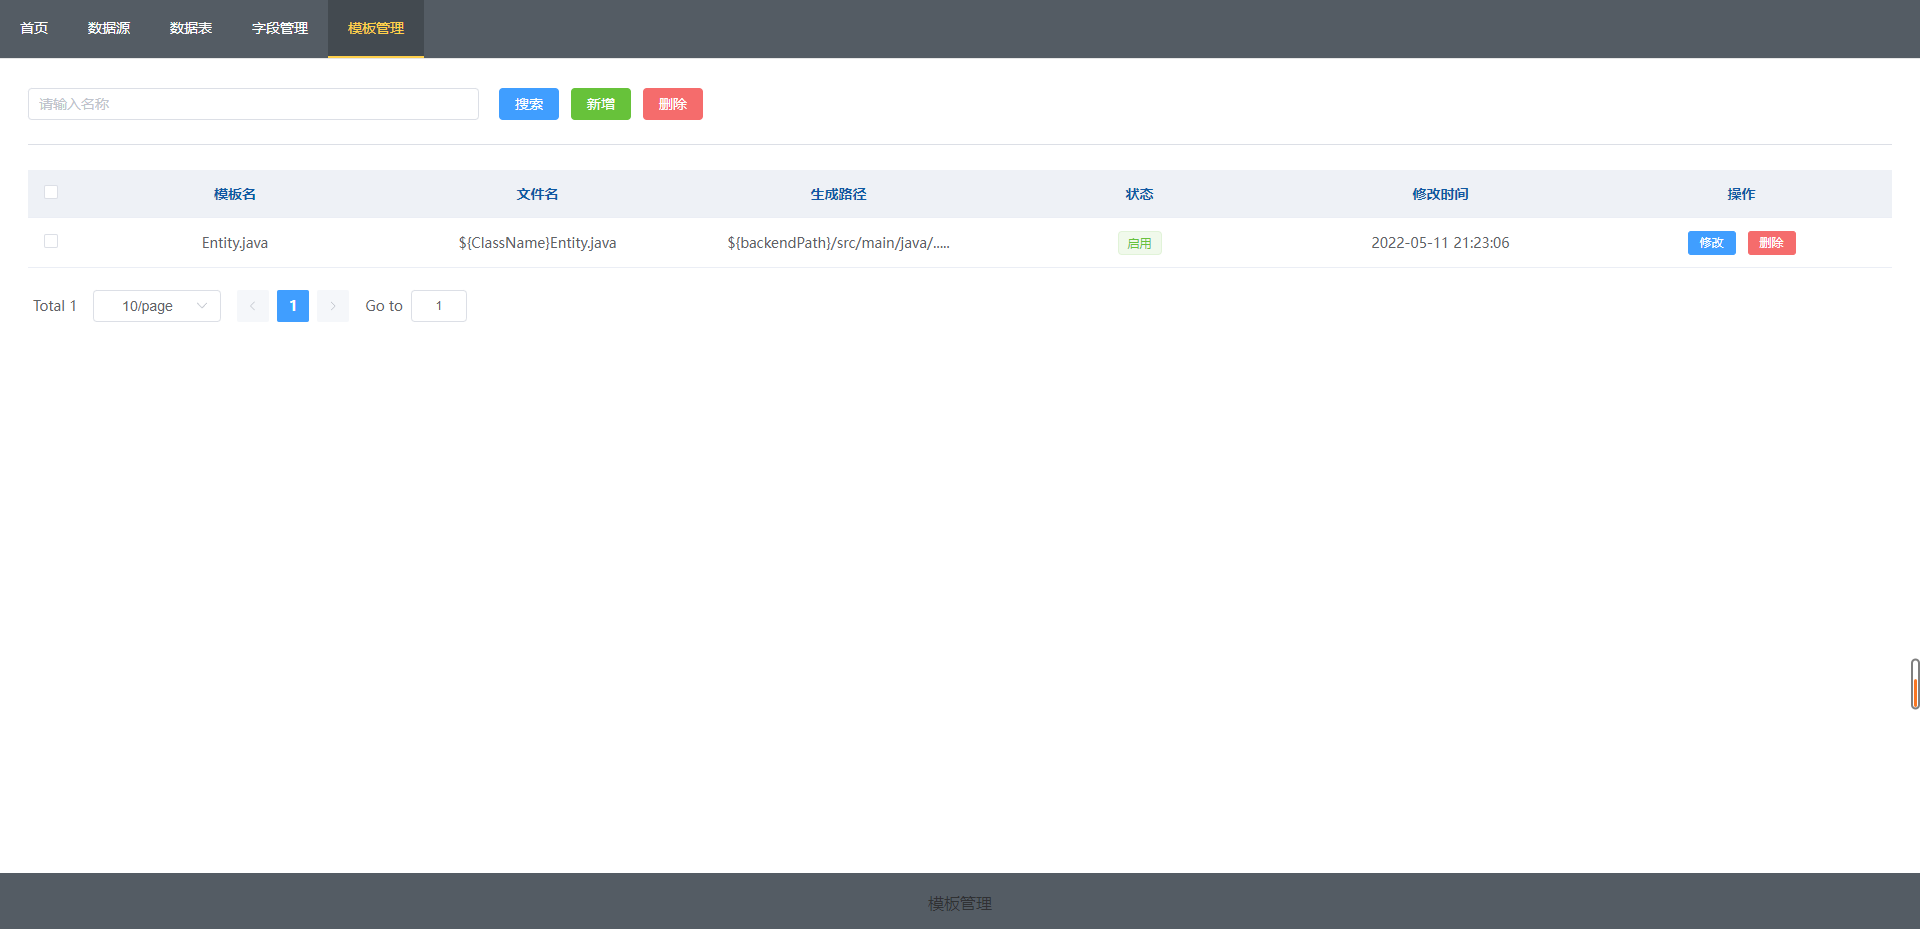 首页 数据源 数据表 字段管理 模板管理
请输入名称 搜索 新增 删除
模板名 文件名 生成路径 状态 修改时间 操作
Entity.java ${ClassName}Entity.java ${backendPath}/src/main/java/..... 启用 2022-05-11 21:23:06 修改 删除
Total 1 10/page 1 Go to 1
模板管理